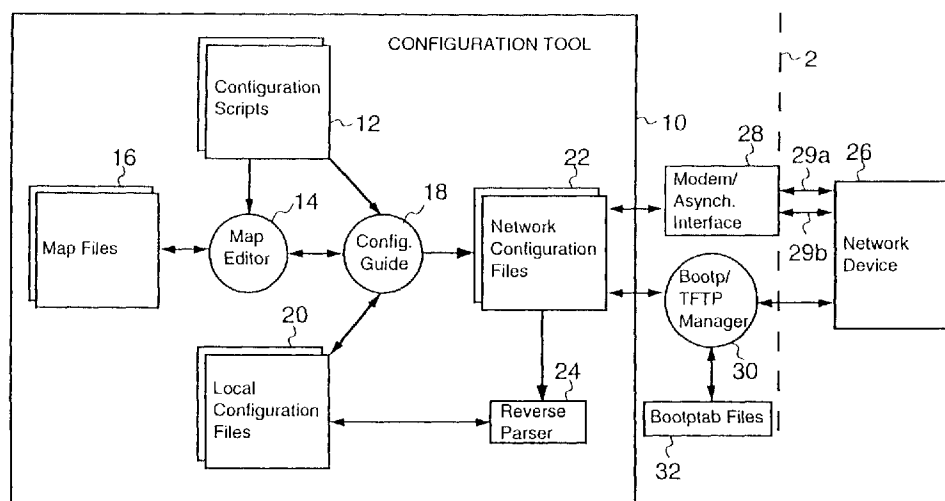 CONFIGURATION TOOL
2
Configuration
Scripts
12
10
28
29a
26
16
14
18
22
Map Files
Map
Editor
Config.
Guide
Network
Configuration
Files
Modem/
Asynch.
Interface
29b
Network
Device
Bootp/
TFTP
Manager
30
20
Local
Configuration
Files
24
Reverse
Parser
Bootptab Files
32